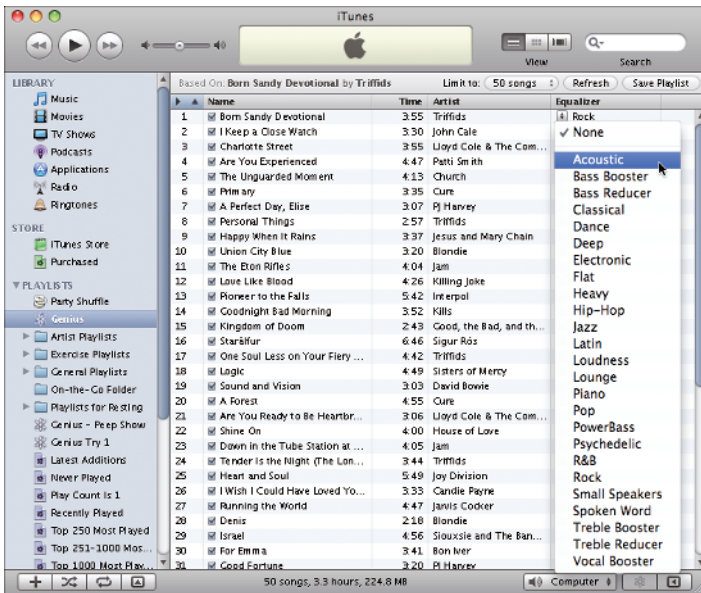 iTunes
View
Search
Q-
LIBRARY
Music
Movies
TV Shows
Podcasts
Applications
Radio
Ringtones
STORE
iTunes Store
Purchased
PLAYLISTS
Party Shuffle
Genius
Artist Playlists
Exercise Playlists
General Playlists
On-the-Go Folder
Playlists for Resting
Genius - Peep Show
Genius Try 1
Latest Additions
Never Played
Play Count Is 1
Recently Played
Top 250 Most Played
Top 251-1000 Mos...
Top 1000 Most Play...
Based On: Born Sandy Devotional by Triffids Limit to: 50 songs Refresh Save Playlist
Name Time Artist Equalizer
1 Born Sandy Devotional 3:55 Triffids Rock
2 I Keep a Close Watch 3:30 John Cale
3 Charlotte Street 3:55 Lloyd Cole & The Com...
4 Are You Experienced 4:47 Patti Smith
5 The Unguarded Moment 4:13 Church
6 Primary 3:35 Cure
7 A Perfect Day, Elise 3:07 PJ Harvey
8 Personal Things 2:57 Triffids
9 Happy When It Rains 3:37 Jesus and Mary Chain
10 Union City Blue 3:20 Blondie
11 The Eton Rifles 4:04 Jam
12 Love Like Blood 4:26 Killing Joke
13 Pioneer to the Falls 5:42 Interpol
14 Goodnight Bad Morning 3:52 Kills
15 Kingdom of Doom 2:43 Good, the Bad, and th...
16 Starálfur 6:46 Sigur Rós
17 One Soul Less on Your Fiery ... 4:42 Triffids
18 Logic 4:49 Sisters of Mercy
19 Sound and Vision 3:03 David Bowie
20 A Forest 4:55 Cure
21 Are You Ready to Be Heartbr... 3:06 Lloyd Cole & The Com...
22 Shine On 4:00 House of Love
23 Down in the Tube Station at ... 4:05 Jam
24 Tender Is the Night (The Lon... 3:44 Triffids
25 Heart and Soul 5:49 Joy Division
26 I Wish I Could Have Loved Yo... 3:33 Candie Payne
27 Running the World 4:47 Jarvis Cocker
28 Denis 2:18 Blondie
29 Israel 4:56 Siouxsie and The Ban...
30 For Emma 3:41 Bon Iver
31 Good Fortune 3:20 PJ Harvey
None
Acoustic
Bass Booster
Bass Reducer
Classical
Dance
Deep
Electronic
Flat
Heavy
Hip-Hop
Jazz
Latin
Loudness
Lounge
Piano
Pop
PowerBass
Psychedelic
R&B
Rock
Small Speakers
Spoken Word
Treble Booster
Treble Reducer
Vocal Booster
50 songs, 3.3 hours, 224.8 MB
Computer